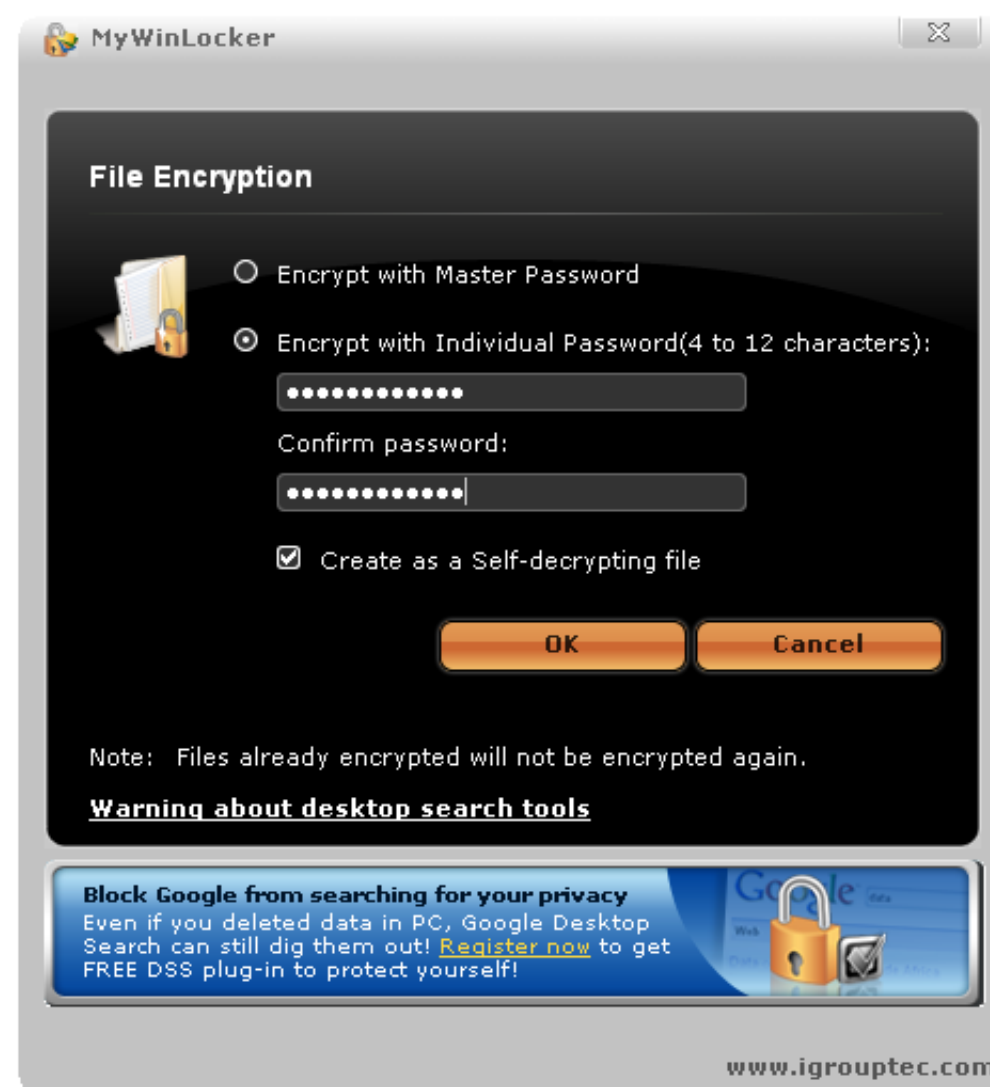 MyWinLocker
File Encryption
Encrypt with Master Password
Encrypt with Individual Password(4 to 12 characters):
●●●●●●●●●●●●
Confirm password:
●●●●●●●●●●●●
Create as a Self-decrypting file
OK
Cancel
Note: Files already encrypted will not be encrypted again.
Warning about desktop search tools
Block Google from searching for your privacy
Even if you deleted data in PC, Google Desktop
Search can still dig them out! Register now to get
FREE DSS plug-in to protect yourself!
Google
Web
www.igrouptec.com